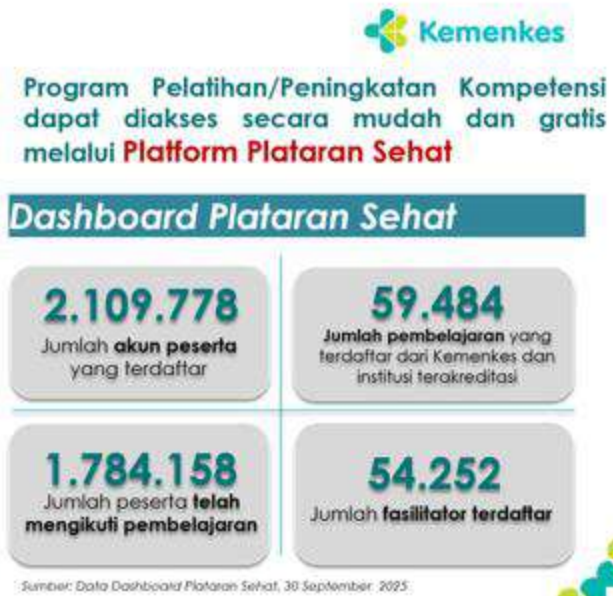 Kemenkes
Program Pelatihan/Peningkatan Kompetensi
dapat diakses secara mudah dan gratis
melalui Platform Plataran Sehat
Dashboard Plataran Sehat
2.109.778
Jumlah akun peserta
yang terdaftar
59.484
Jumlah pembelajaran yang
terdaftar dari Kemenkes dan
institusi terakreditasi
1.784.158
Jumlah peserta telah
mengikuti pembelajaran
54.252
Jumlah fasilitator terdaftar
Sumber: Data Dashboard Plataran Sehat, 30 September 2025